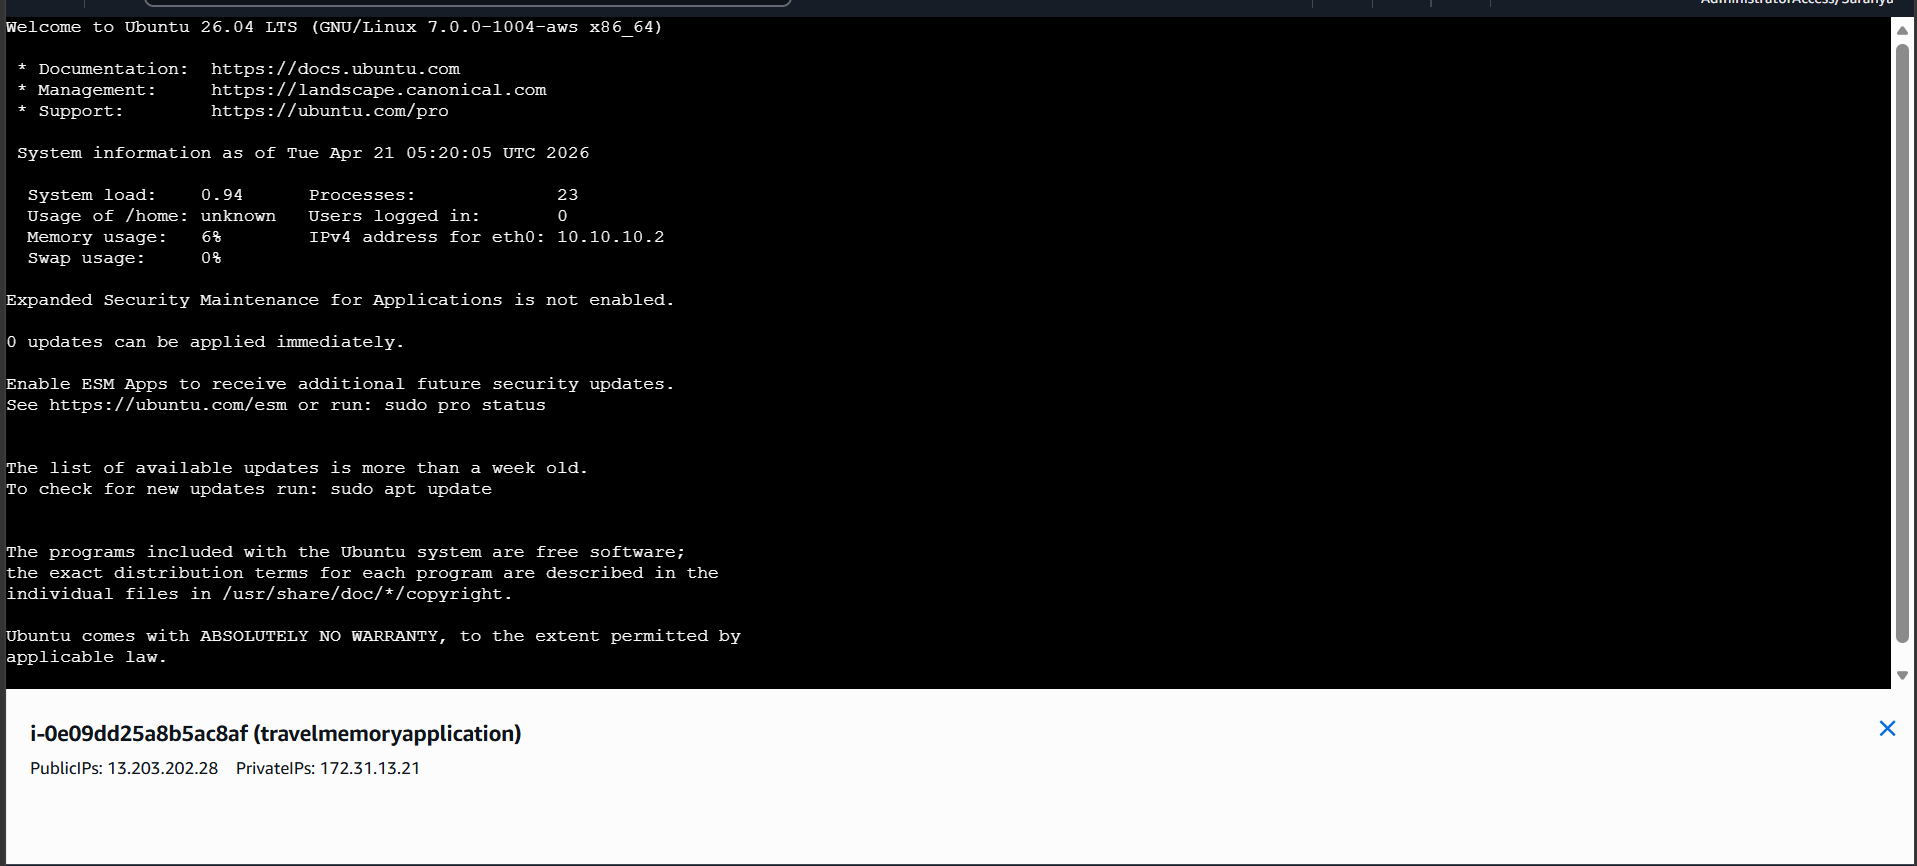 Welcome to Ubuntu 26.04 LTS (GNU/Linux 7.0.0-1004-aws x86_64)
* Documentation: https://docs.ubuntu.com
* Management: https://landscape.canonical.com
* Support: https://ubuntu.com/pro
System information as of Tue Apr 21 05:20:05 UTC 2026
System load: 0.94 Processes: 23
Usage of /home: unknown Users logged in: 0
Memory usage: 6% IPv4 address for eth0: 10.10.10.2
Swap usage: 0%
Expanded Security Maintenance for Applications is not enabled.
0 updates can be applied immediately.
Enable ESM Apps to receive additional future security updates.
See https://ubuntu.com/esm or run: sudo pro status
The list of available updates is more than a week old.
To check for new updates run: sudo apt update
The programs included with the Ubuntu system are free software;
the exact distribution terms for each program are described in the
individual files in /usr/share/doc/*/copyright.
Ubuntu comes with ABSOLUTELY NO WARRANTY, to the extent permitted by
applicable law.
i-0e09dd25a8b5ac8af (travelmemoryapplication)
PublicIPs: 13.203.202.28 PrivateIPs: 172.31.13.21